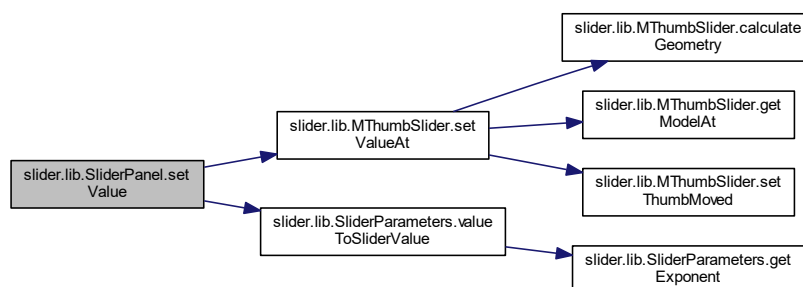 slider.lib.MThumbSlider.calculate
Geometry
slider.lib.MThumbSlider.get
ModelAt
slider.lib.MThumbSlider.set
ValueAt
slider.lib.SliderPanel.set
Value
slider.lib.MThumbSlider.set
ThumbMoved
slider.lib.SliderParameters.value
ToSliderValue
slider.lib.SliderParameters.get
Exponent